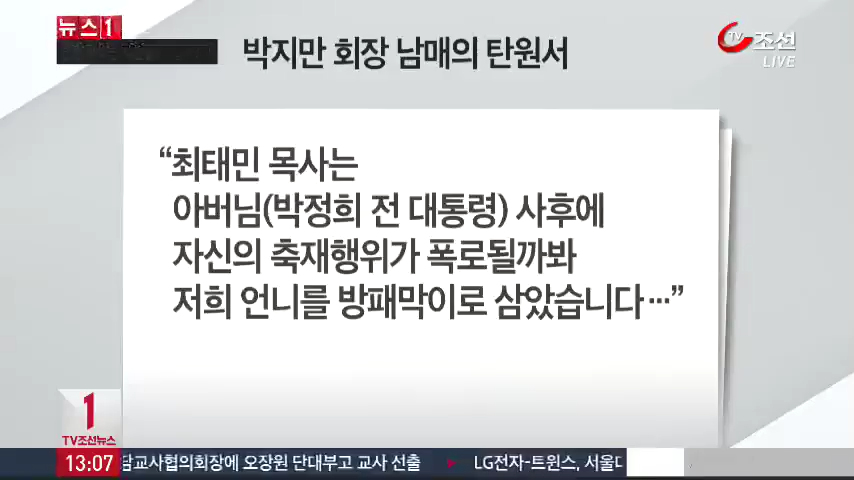 뉴스1
박지만 회장 남매의 탄원서
TV조선
LIVE
“최태민 목사는
아버님(박정희 전 대통령) 사후에
자신의 축재행위가 폭로될까봐
저희 언니를 방패막이로 삼았습니다…”
1
TV조선뉴스
13:07
담교사협의회장에 오장원 단대부고 교사 선출
LG전자-트윈스, 서울대